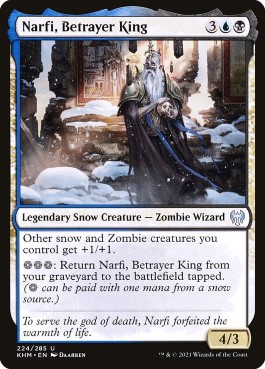 Narfi, Betrayer King 3
Legendary Snow Creature — Zombie Wizard
Other snow and Zombie creatures you
control get +1/+1.
: Return Narfi, Betrayer King from
your graveyard to the battlefield tapped.
( can be paid with one mana from a
snow source.)
To serve the god of death, Narfi forfeited the
warmth of life.
4/3
224/285 U
KHM • EN DAARKEN
™ & © 2021 Wizards of the Coast